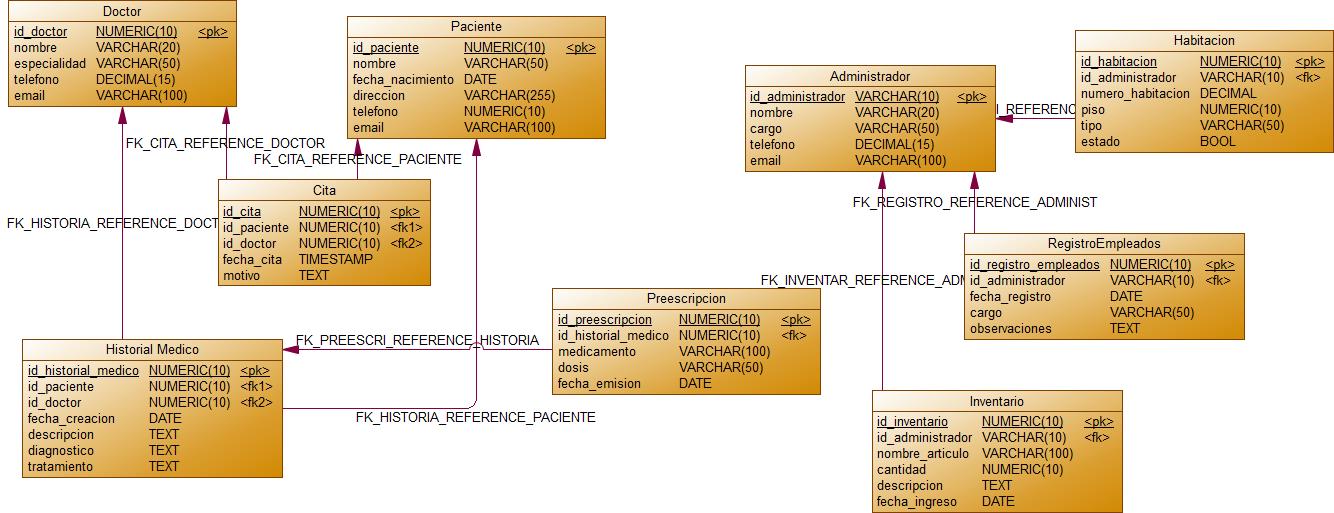 Doctor
id_doctor NUMERIC(10) <pk>
nombre VARCHAR(20)
especialidad VARCHAR(50)
telefono DECIMAL(15)
email VARCHAR(100)
Paciente
id_paciente NUMERIC(10) <pk>
nombre VARCHAR(50)
fecha_nacimiento DATE
direccion VARCHAR(255)
telefono NUMERIC(10)
email VARCHAR(100)
Administrador
id_administrador VARCHAR(10) <pk>
nombre VARCHAR(20)
cargo VARCHAR(50)
telefono DECIMAL(15)
email VARCHAR(100)
Habitacion
id_habitacion NUMERIC(10) <pk>
id_administrador VARCHAR(10) <fk>
numero_habitacion DECIMAL
piso NUMERIC(10)
tipo VARCHAR(50)
estado BOOL
I_REFERENC
FK_CITA_REFERENCE_DOCTOR
FK_CITA_REFERENCE_PACIENTE
Cita
id_cita NUMERIC(10) <pk>
id_paciente NUMERIC(10) <fk1>
id_doctor NUMERIC(10) <fk2>
fecha_cita TIMESTAMP
motivo TEXT
FK_HISTORIA_REFERENCE_DOCT
FK_REGISTRO_REFERENCE_ADMINIST
RegistroEmpleados
id_registro_empleados NUMERIC(10) <pk>
id_administrador VARCHAR(10) <fk>
fecha_registro DATE
cargo VARCHAR(50)
observaciones TEXT
FK_INVENTAR_REFERENCE_ADM
Preescripcion
id_preescripcion NUMERIC(10) <pk>
id_historial_medico NUMERIC(10) <fk>
medicamento VARCHAR(100)
dosis VARCHAR(50)
fecha_emision DATE
FK_PREESCRI_REFERENCE_HISTORIA
Historial Medico
id_historial_medico NUMERIC(10) <pk>
id_paciente NUMERIC(10) <fk1>
id_doctor NUMERIC(10) <fk2>
fecha_creacion DATE
descripcion TEXT
diagnostico TEXT
tratamiento TEXT
FK_HISTORIA_REFERENCE_PACIENTE
Inventario
id_inventario NUMERIC(10) <pk>
id_administrador VARCHAR(10) <fk>
nombre_articulo VARCHAR(100)
cantidad NUMERIC(10)
descripcion TEXT
fecha_ingreso DATE